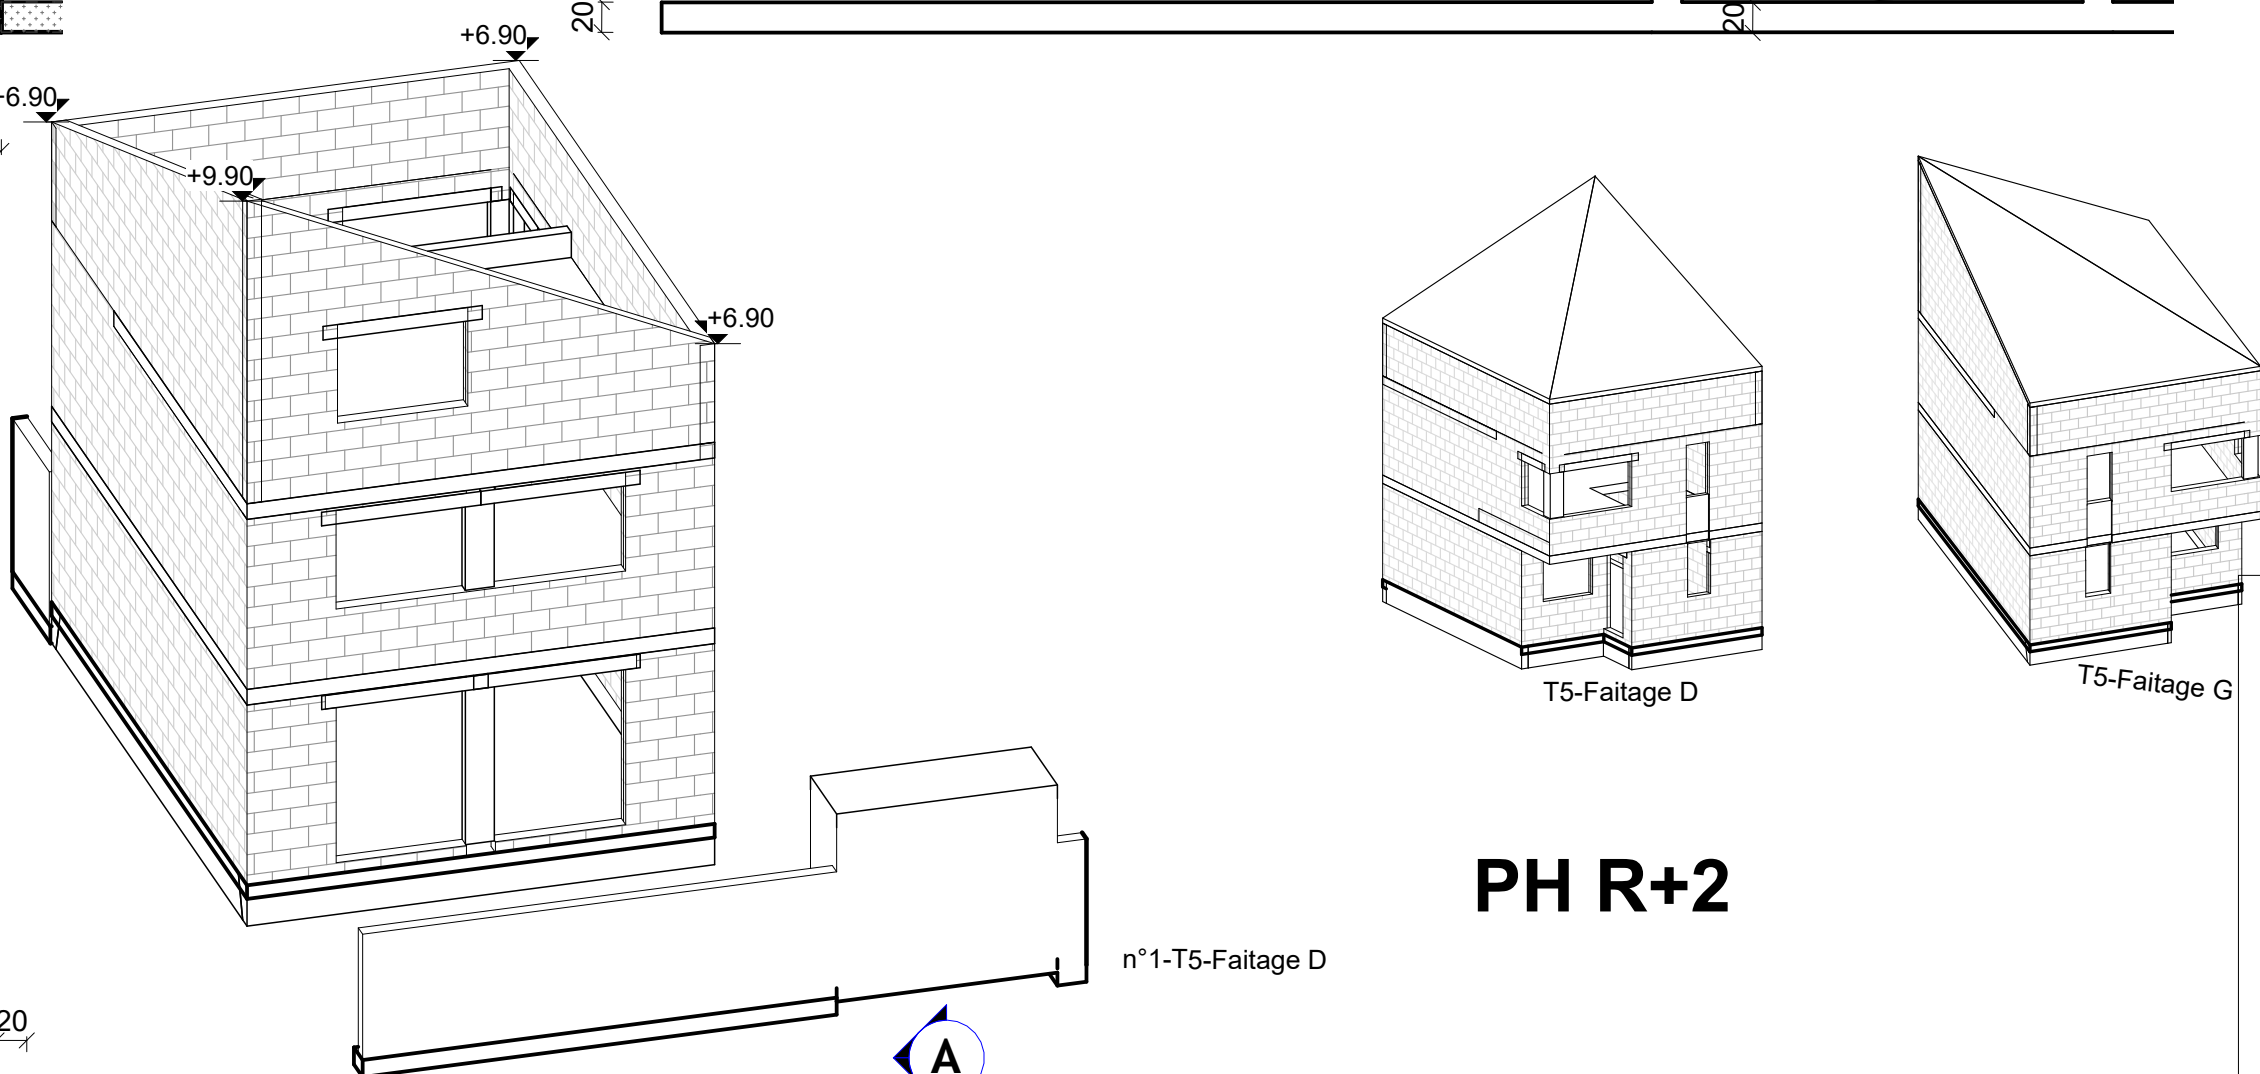 20
20
+6.90
+6.90
+9.90
+6.90
T5-Faitage D
T5-Faitage G
PH R+2
n°1-T5-Faitage D
20
A